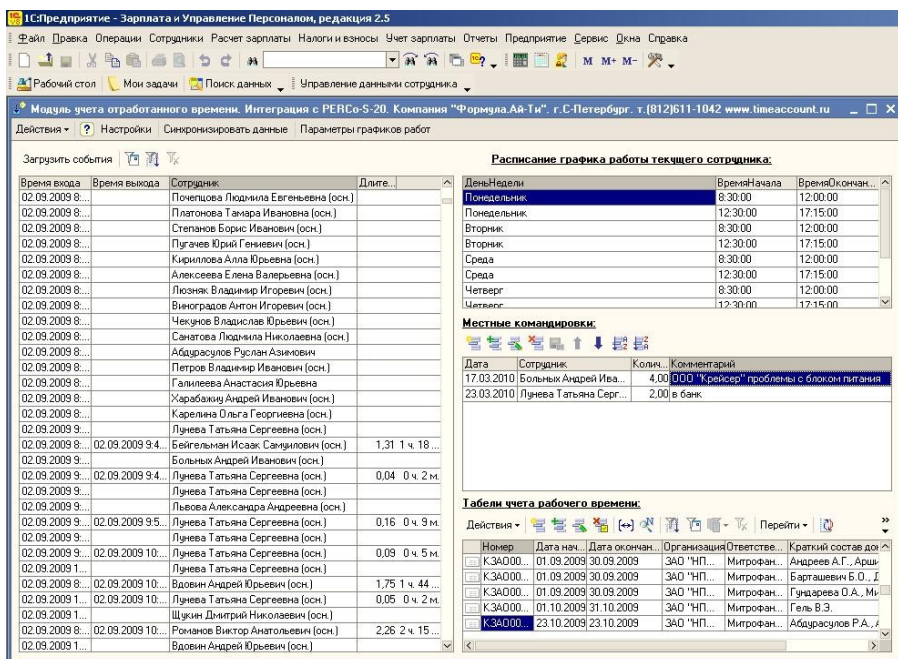 1С:Предприятие - Зарплата и Управление Персоналом, редакция 2.5
Файл Правка Операции Сотрудники Расчет зарплаты Налоги и взносы Учет зарплаты Отчеты Предприятие Сервис Окна Справка
M M+ M-
Рабочий стол Мои задачи Поиск данных Управление данными сотрудника
Модуль учета отработанного времени. Интеграция с PERCo-S-20. Компания "Формула.Ай-Ти". г.С-Петербург. т.(812)611-1042 www.timeaccount.ru
Действия ? Настройки Синхронизировать данные Параметры графиков работ
Загрузить события
Время входа Время выхода Сотрудник Длите...
02.09.2009 8:... Почепцова Людмила Евгеньевна (осн.)
02.09.2009 8:... Платонова Тамара Ивановна (осн.)
02.09.2009 8:... Степанов Борис Иванович (осн.)
02.09.2009 8:... Пугачев Юрий Гениевич (осн.)
02.09.2009 8:... Кириллова Алла Юрьевна (осн.)
02.09.2009 8:... Алексеева Елена Валерьевна (осн.)
02.09.2009 8:... Люзняк Владимир Игоревич (осн.)
02.09.2009 8:... Виноградов Антон Игоревич (осн.)
02.09.2009 8:... Чекунов Владислав Юрьевич (осн.)
02.09.2009 8:... Санатова Людмила Николаевна (осн.)
02.09.2009 8:... Абдурасулов Руслан Азимович
02.09.2009 8:... Петров Владимир Иванович (осн.)
02.09.2009 8:... Галилеева Анастасия Юрьевна
02.09.2009 8:... Харабажиу Андрей Иванович (осн.)
02.09.2009 8:... Карелина Ольга Георгиевна (осн.)
02.09.2009 9:... Лунева Татьяна Сергеевна (осн.)
02.09.2009 8:... 02.09.2009 9:4... Бейгельман Исаак Самуилович (осн.) 1,31 1 ч. 18 ...
02.09.2009 9:... Больных Андрей Иванович (осн.)
02.09.2009 9:... 02.09.2009 9:4... Лунева Татьяна Сергеевна (осн.) 0,04 0 ч. 2 м.
02.09.2009 9:... Лунева Татьяна Сергеевна (осн.)
02.09.2009 9:... Львова Александра Андреевна (осн.)
02.09.2009 9:... 02.09.2009 9:5... Лунева Татьяна Сергеевна (осн.) 0,16 0 ч. 9 м.
02.09.2009 9:... Лунева Татьяна Сергеевна (осн.)
02.09.2009 9:... 02.09.2009 10:... Лунева Татьяна Сергеевна (осн.) 0,09 0 ч. 5 м.
02.09.2009 1... Лунева Татьяна Сергеевна (осн.)
02.09.2009 8:... 02.09.2009 10:... Вдовин Андрей Юрьевич (осн.) 1,75 1 ч. 44 ...
02.09.2009 1... 02.09.2009 10:... Лунева Татьяна Сергеевна (осн.) 0,05 0 ч. 2 м.
02.09.2009 1... Щукин Дмитрий Николаевич (осн.)
02.09.2009 8:... 02.09.2009 10:... Романов Виктор Анатольевич (осн.) 2,26 2 ч. 15 ...
02.09.2009 1... Вдовин Андрей Юрьевич (осн.)
Расписание графика работы текущего сотрудника:
ДеньНедели ВремяНачала ВремяОкончан...
Понедельник 8:30:00 12:00:00
Понедельник 12:30:00 17:15:00
Вторник 8:30:00 12:00:00
Вторник 12:30:00 17:15:00
Среда 8:30:00 12:00:00
Среда 12:30:00 17:15:00
Четверг 8:30:00 12:00:00
Четверг 12:30:00 17:15:00
Местные командировки:
Дата Сотрудник Колич... Комментарий
17.03.2010 Больных Андрей Ива... 4,00 ООО "Крейсер" проблемы с блоком питания
23.03.2010 Лунева Татьяна Серг... 2,00 в банк
Табели учета рабочего времени:
Действия Перейти
Номер Дата нач... Дата окончан... Организация Ответстве... Краткий состав док
КЗАО00... 01.09.2009 30.09.2009 ЗАО "НП... Митрофан... Андреев А.Г., Арши
КЗАО00... 01.09.2009 30.09.2009 ЗАО "НП... Митрофан... Барташевич Б.О., Д
КЗАО00... 01.09.2009 30.09.2009 ЗАО "НП... Митрофан... Гундарева О.А., Ми
КЗАО00... 01.10.2009 31.10.2009 ЗАО "НП... Митрофан... Гель В.Э.
КЗАО00... 23.10.2009 23.10.2009 ЗАО "НП... Митрофан... Абдурасулов Р.А., А